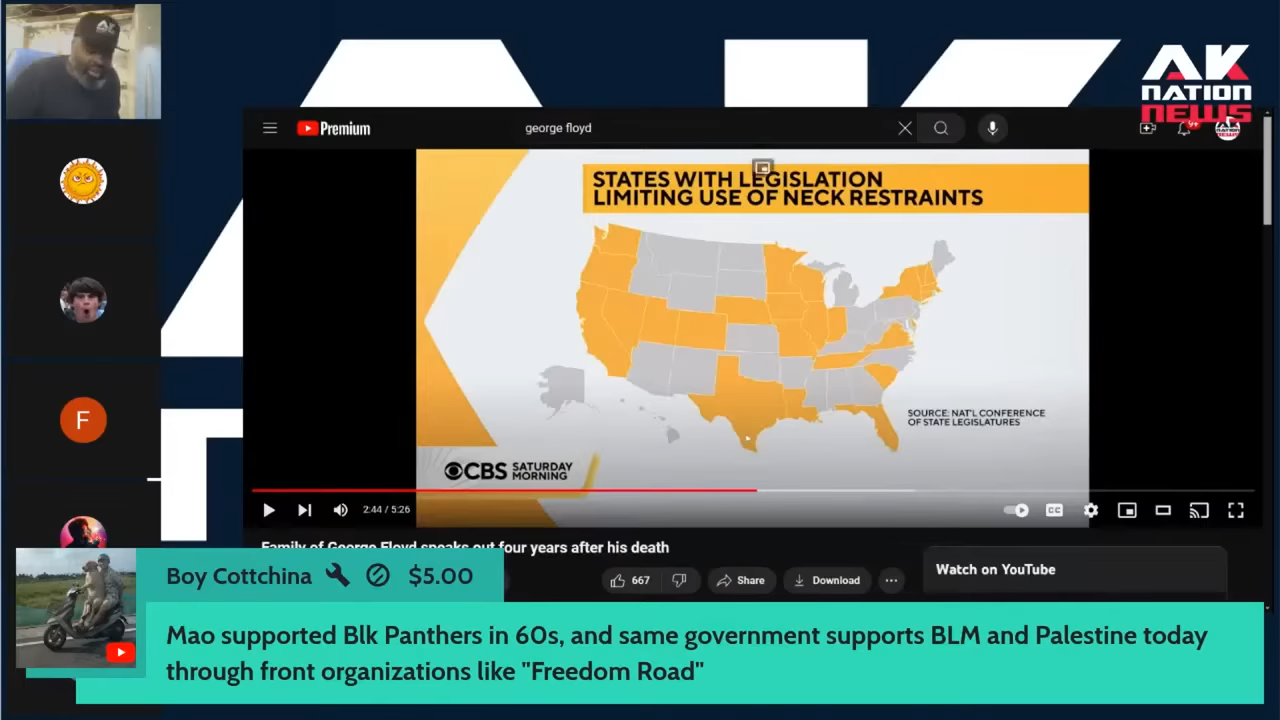 AK
NATION
NEWS
Premium
george floyd
9+
STATES WITH LEGISLATION
LIMITING USE OF NECK RESTRAINTS
F
SOURCE: NAT'L CONFERENCE
OF STATE LEGISLATURES
CBS SATURDAY
MORNING
2:44 / 5:26
CC
Family of George Floyd speaks out four years after his death
Watch on YouTube
667
Share
Download
Boy Cottchina $5.00
Mao supported Blk Panthers in 60s, and same government supports BLM and Palestine today
through front organizations like "Freedom Road"